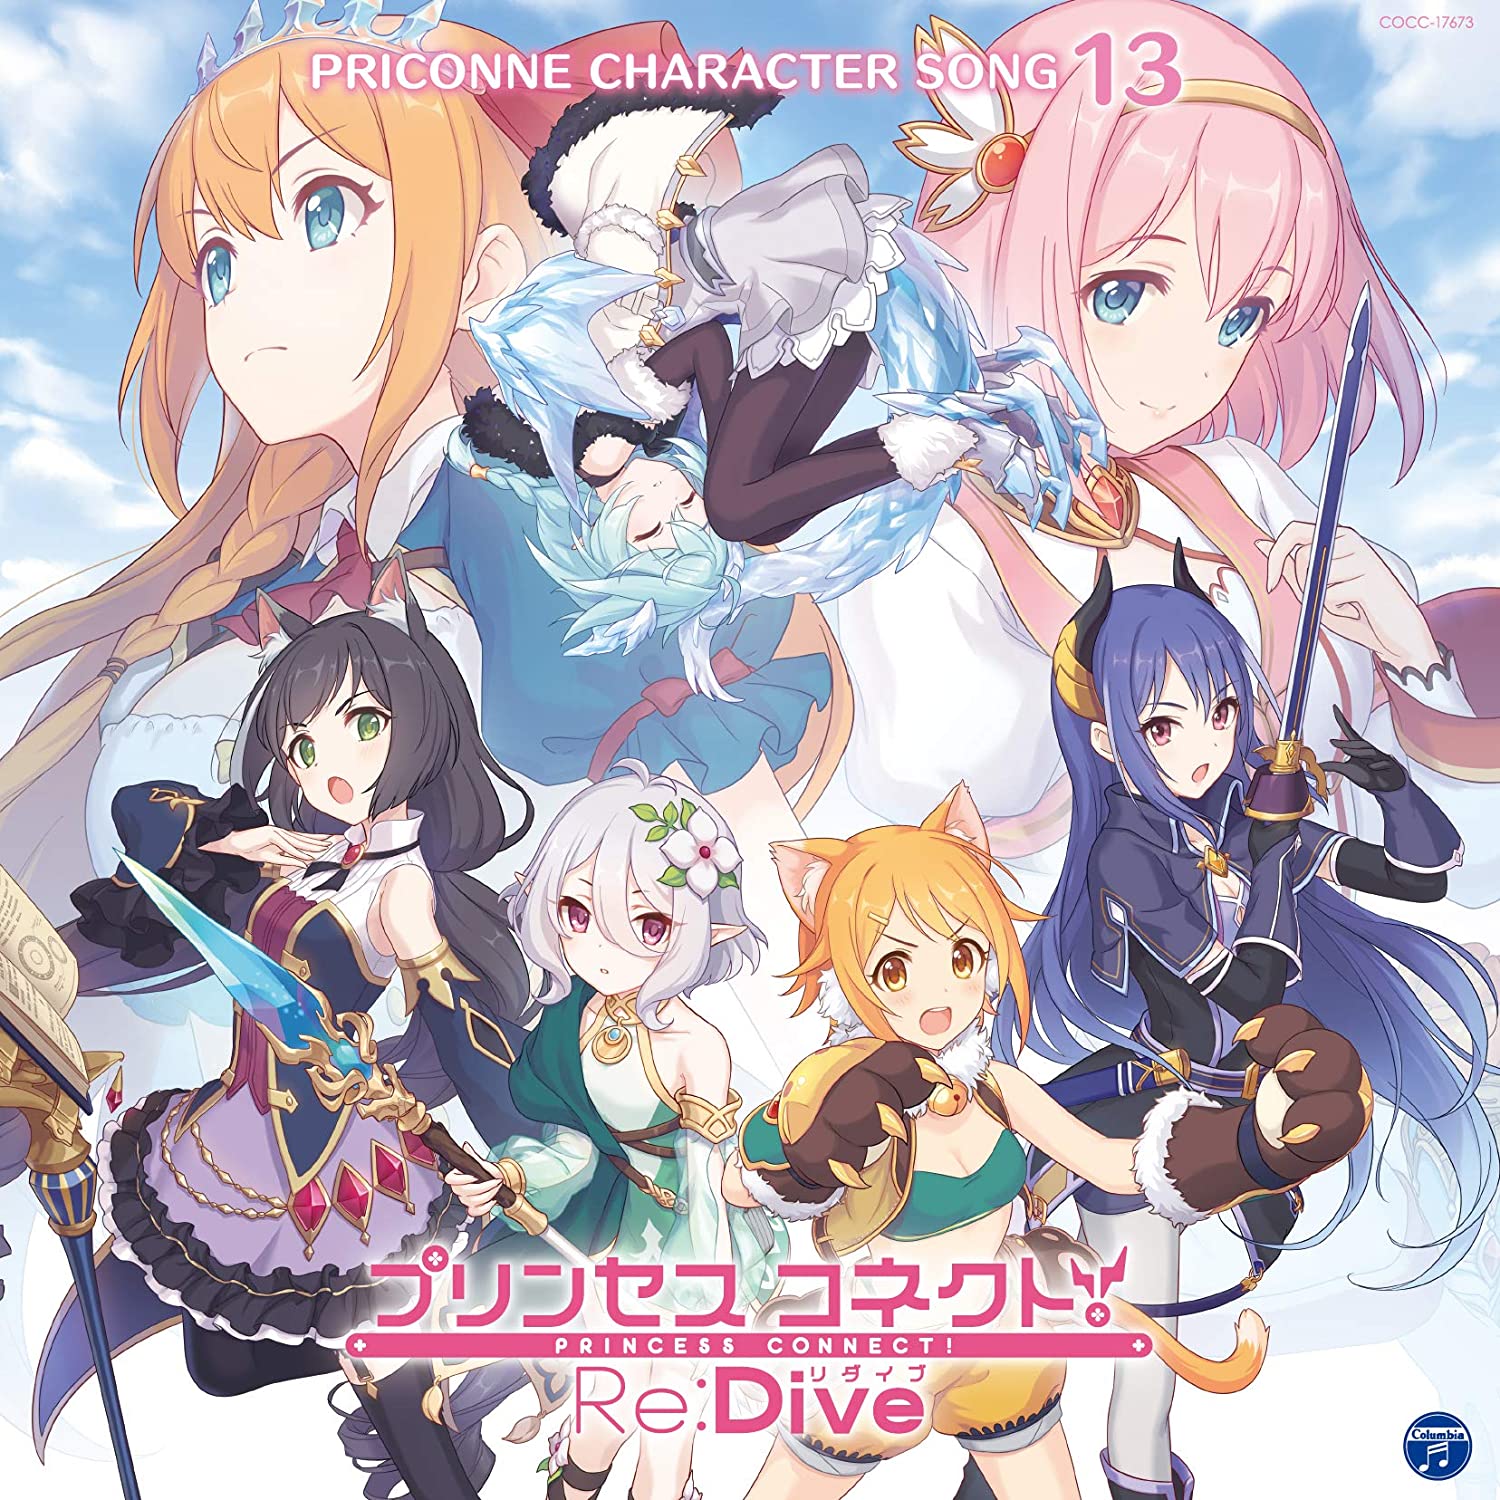 COCC-17673
PRICONNE CHARACTER SONG 13
プリンセスコネクト!
PRINCESS CONNECT!
リダイブ
Re:Dive
Columbia